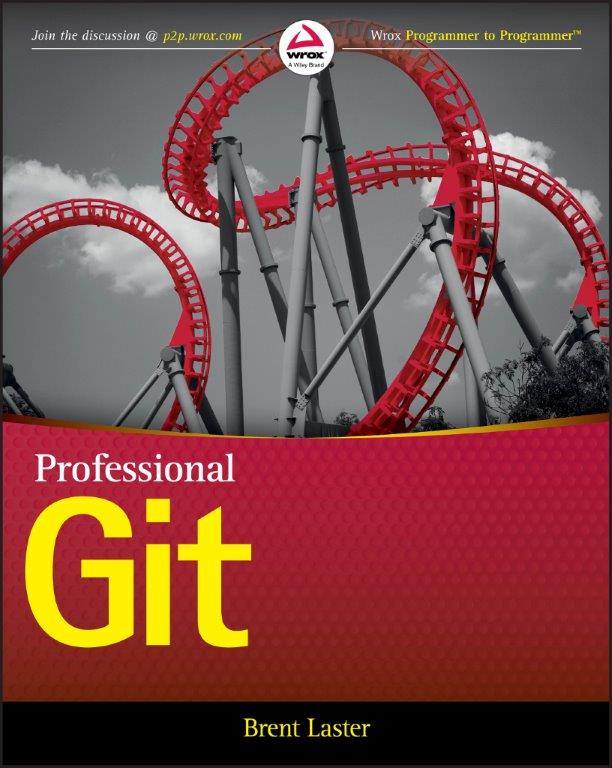 Join the discussion @ p2p.wrox.com
Wrox Programmer to Programmer™
wrox
A Wiley Brand
Professional
Git
Brent Laster